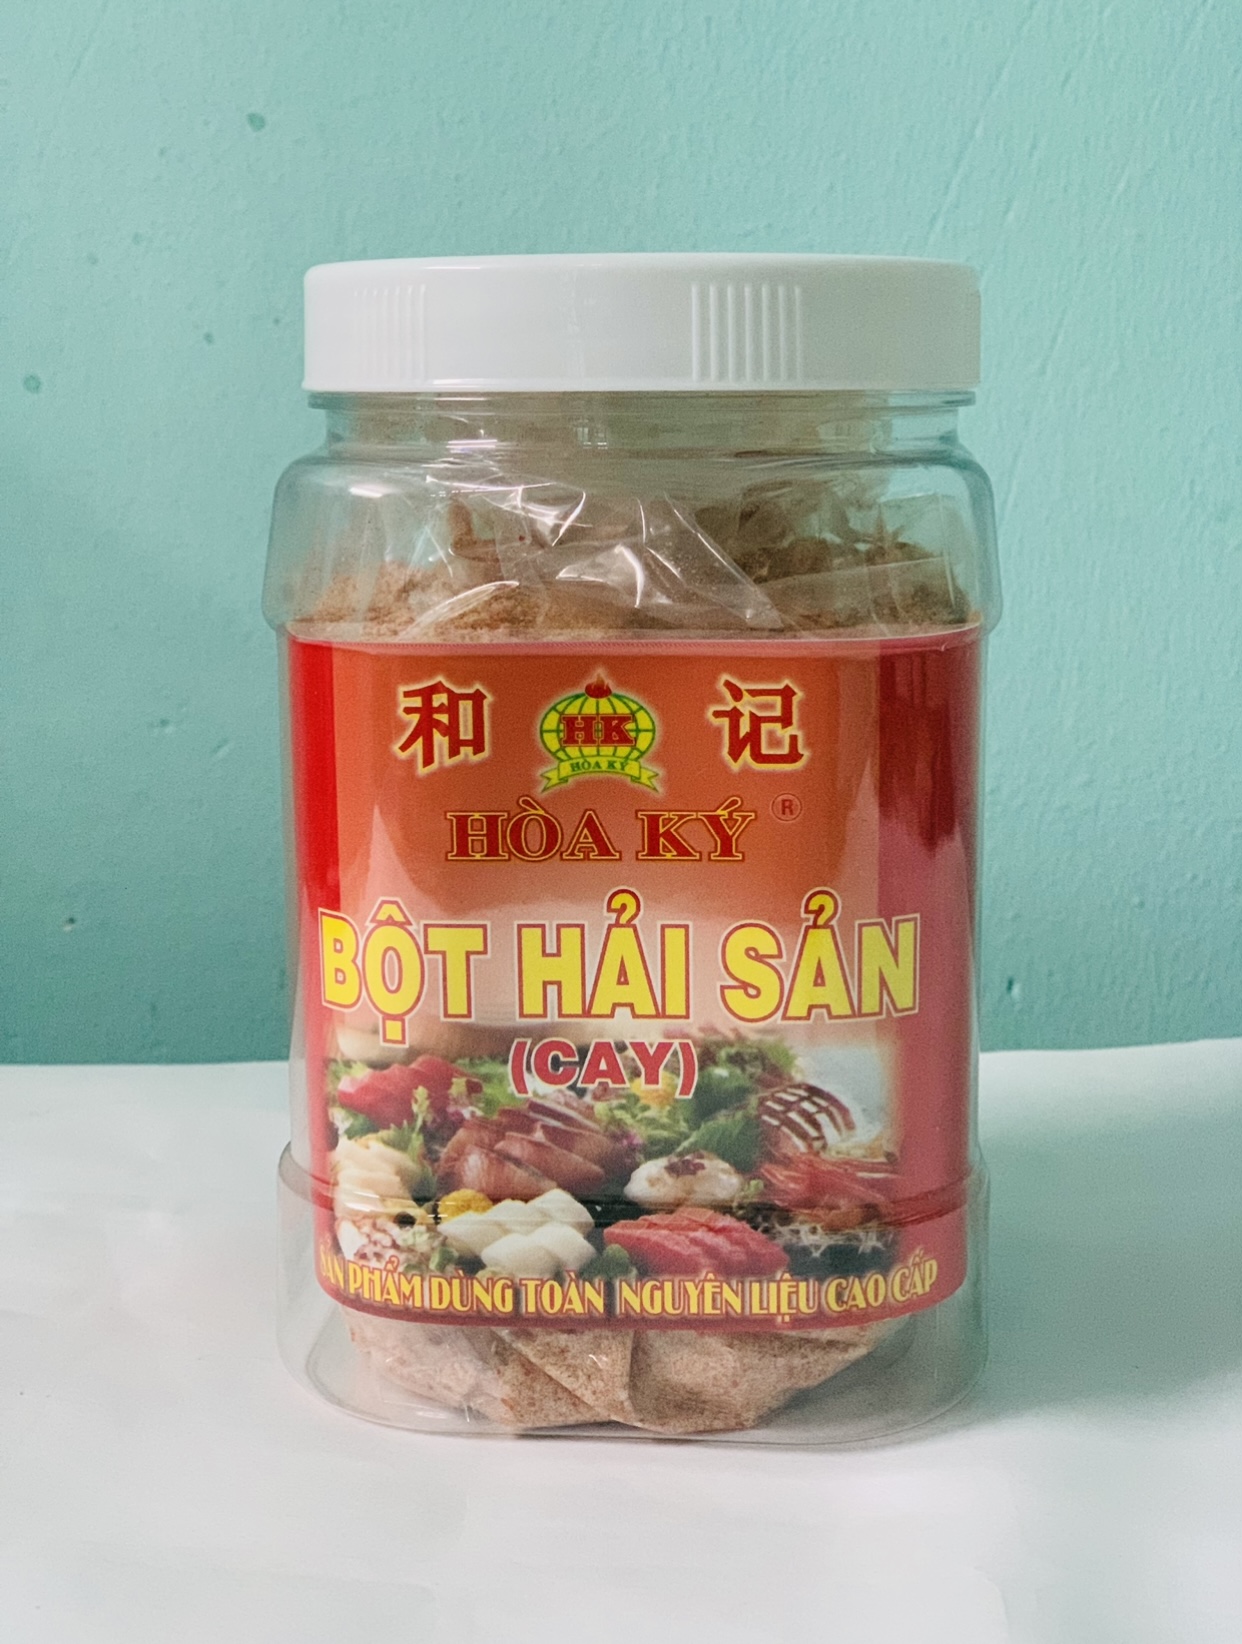 和 HK 记
HÒA KÝ
HÒA KÝ ®
BỘT HẢI SẢN
(CAY)
SẢN PHẨM DÙNG TOÀN NGUYÊN LIỆU CAO CẤP